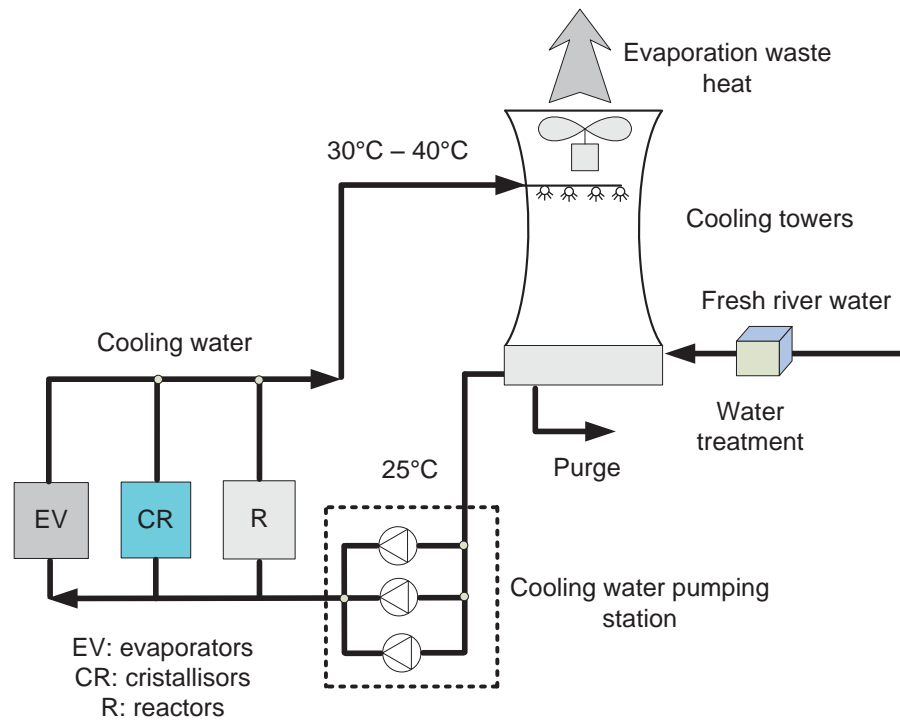 Evaporation waste
heat
30°C – 40°C
Cooling towers
Fresh river water
Cooling water
Water
treatment
Purge
25°C
EV
CR
R
Cooling water pumping
station
EV: evaporators
CR: cristallisors
R: reactors